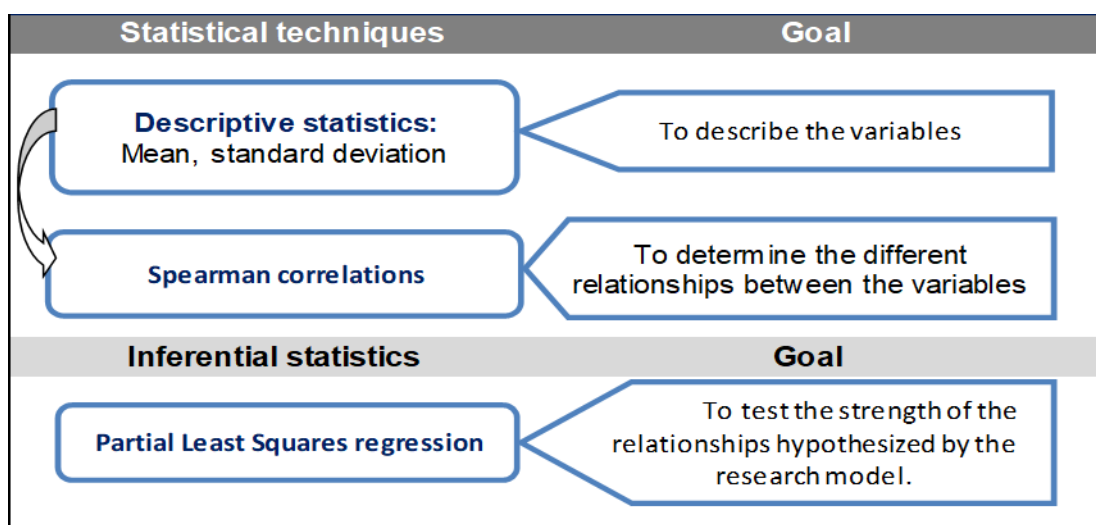 Statistical techniques
Goal
Descriptive statistics:
Mean, standard deviation
To describe the variables
Spearman correlations
To determine the different
relationships between the variables
Inferential statistics
Goal
Partial Least Squares regression
To test the strength of the
relationships hypothesized by the
research model.